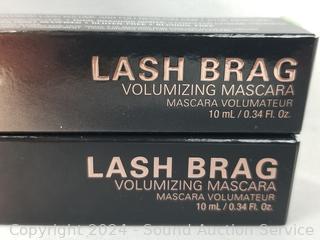 LASH BRAG
VOLUMIZING MASCARA
MASCARA VOLUMATEUR
10 mL / 0.34 Fl. Oz.
LASH BRAG
VOLUMIZING MASCARA
MASCARA VOLUMATEUR
10 mL / 0.34 Fl. Oz.
Copyright 2024 - Sound Auction Service